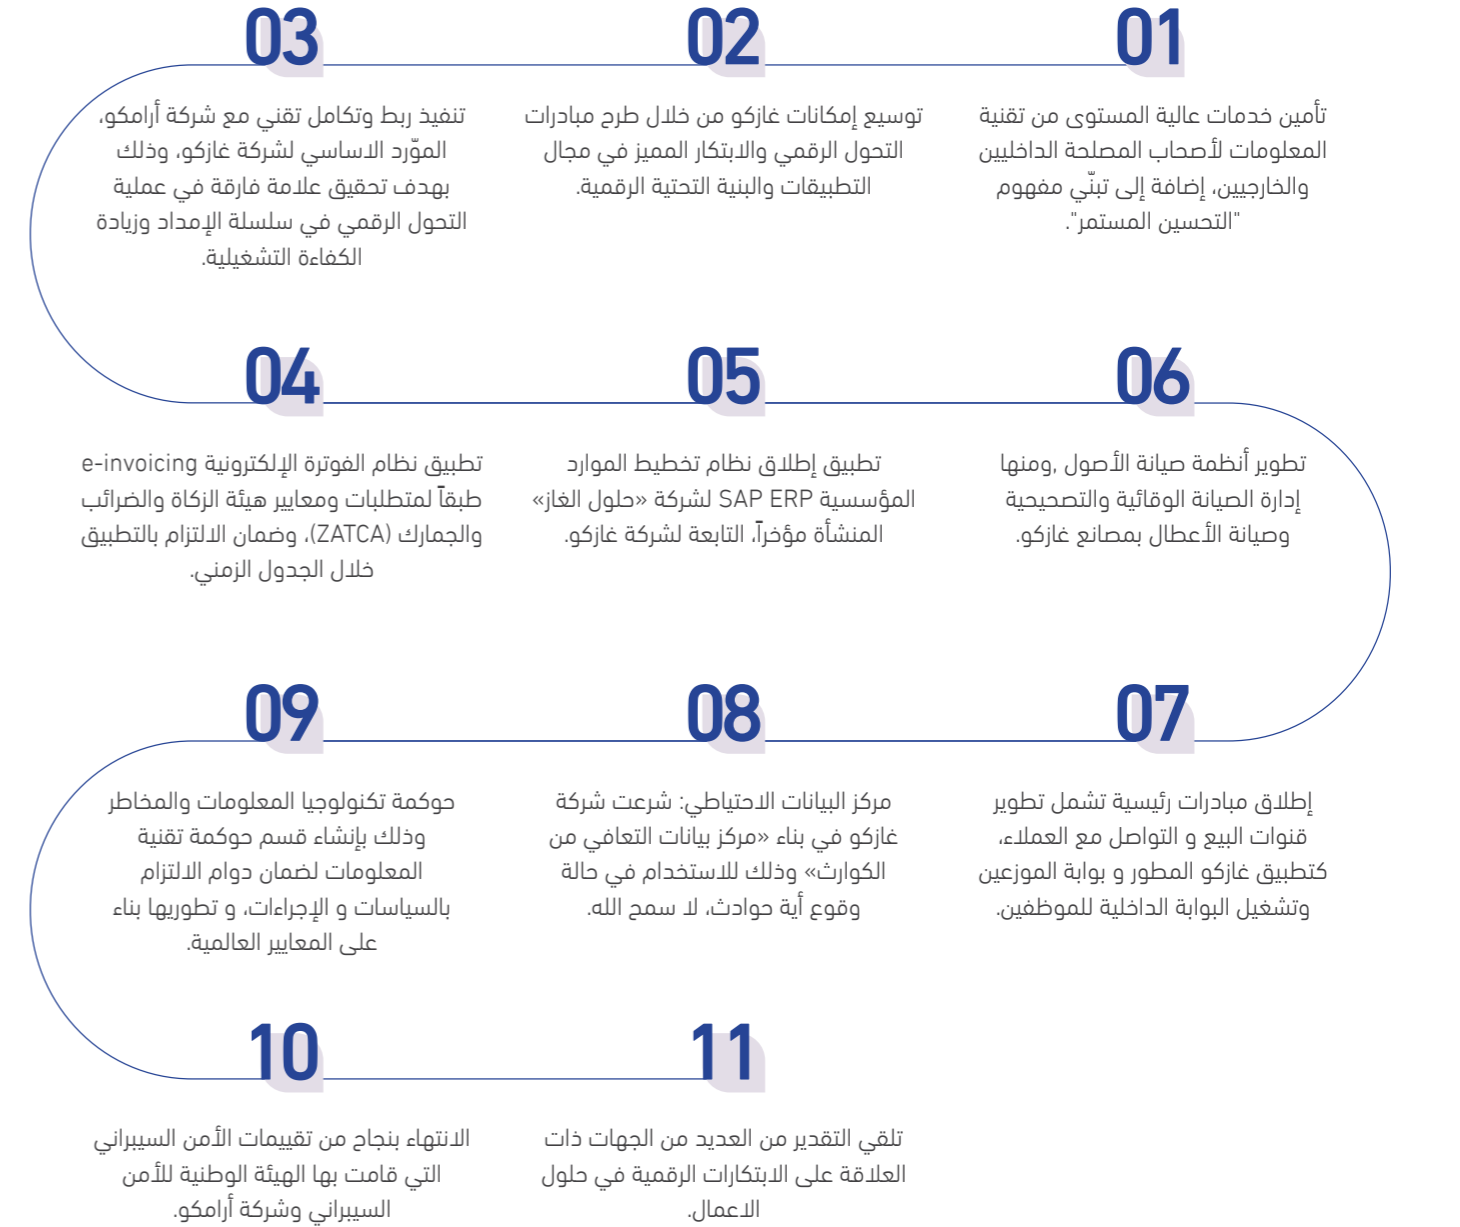 01
تأمين خدمات عالية المستوى من تقنية
المعلومات لأصحاب المصلحة الداخليين
والخارجيين، إضافة إلى تبنّي مفهوم
"التحسين المستمر".
02
توسيع إمكانات غازكو من خلال طرح مبادرات
التحول الرقمي والابتكار المميز في مجال
التطبيقات والبنية التحتية الرقمية.
03
تنفيذ ربط وتكامل تقني مع شركة أرامكو،
الموّرد الاساسي لشركة غازكو، وذلك
بهدف تحقيق علامة فارقة في عملية
التحول الرقمي في سلسلة الإمداد وزيادة
الكفاءة التشغيلية.
04
تطبيق نظام الفوترة الإلكترونية e-invoicing
طبقاً لمتطلبات ومعايير هيئة الزكاة والضرائب
والجمارك (ZATCA)، وضمان الالتزام بالتطبيق
خلال الجدول الزمني.
05
تطبيق إطلاق نظام تخطيط الموارد
المؤسسية SAP ERP لشركة «حلول الغاز»
المنشأة مؤخراً، التابعة لشركة غازكو.
06
تطوير أنظمة صيانة الأصول ,ومنها
إدارة الصيانة الوقائية والتصحيحية
وصيانة الأعطال بمصانع غازكو.
07
إطلاق مبادرات رئيسية تشمل تطوير
قنوات البيع و التواصل مع العملاء،
كتطبيق غازكو المطور و بوابة الموزعين
وتشغيل البوابة الداخلية للموظفين.
08
مركز البيانات الاحتياطي: شرعت شركة
غازكو في بناء «مركز بيانات التعافي من
الكوارث» وذلك للاستخدام في حالة
وقوع أية حوادث، لا سمح الله.
09
حوكمة تكنولوجيا المعلومات والمخاطر
وذلك بإنشاء قسم حوكمة تقنية
المعلومات لضمان دوام الالتزام
بالسياسات و الإجراءات، و تطوريها بناء
على المعايير العالمية.
10
الانتهاء بنجاح من تقييمات الأمن السيبراني
التي قامت بها الهيئة الوطنية للأمن
السيبراني وشركة أرامكو.
11
تلقي التقدير من العديد من الجهات ذات
العلاقة على الابتكارات الرقمية في حلول
الاعمال.